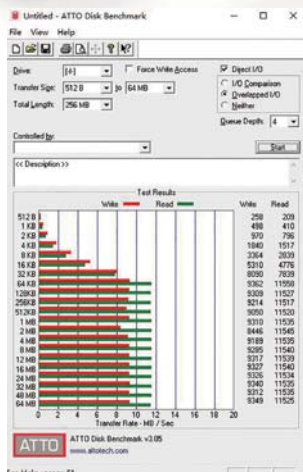 Untitled - ATTO Disk Benchmark
File View Help
Drive: [-i-] Force Write Access Direct I/O
Transfer Size: 512 B to 64 MB I/O Comparison
Total Length: 256 MB Overlapped I/O
Neither
Queue Depth: 4
Controlled by:
Start
<< Description >>
Test Results
Write Read Write Read
512 B 258 209
1 KB 498 410
2 KB 970 796
4 KB 1840 1517
8 KB 3364 2839
16 KB 5310 4776
32 KB 8090 7839
64 KB 9362 11558
128KB 9309 11527
256KB 9214 11517
512KB 9050 11520
1 MB 9310 11535
2 MB 8446 11545
4 MB 9189 11535
8 MB 9285 11540
12 MB 9317 11539
16 MB 9327 11540
24 MB 9326 11534
32 MB 9340 11535
48 MB 9312 11535
64 MB 9349 11525
0 2 4 6 8 10 12 14 16 18 20
Transfer Rate - MB / Sec
ATTO ATTO Disk Benchmark v3.05
www.attotech.com